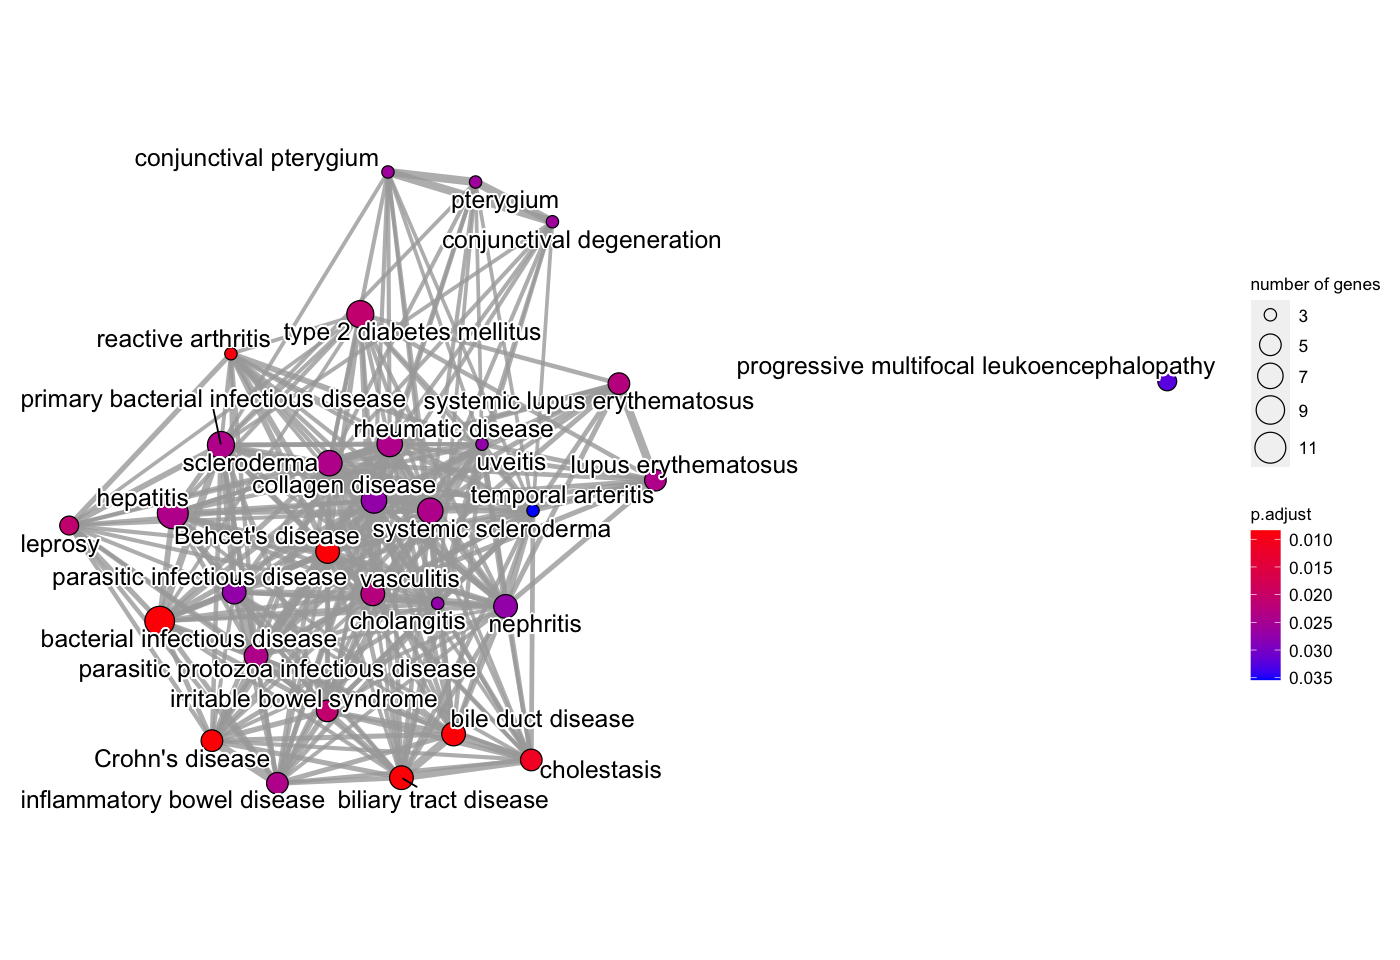 conjunctival pterygium
pterygium
conjunctival degeneration
type 2 diabetes mellitus
reactive arthritis
progressive multifocal leukoencephalopathy
primary bacterial infectious disease
systemic lupus erythematosus
rheumatic disease
scleroderma
uveitis
lupus erythematosus
collagen disease
hepatitis
temporal arteritis
systemic scleroderma
Behcet's disease
leprosy
parasitic infectious disease
vasculitis
cholangitis
nephritis
bacterial infectious disease
parasitic protozoa infectious disease
irritable bowel syndrome
bile duct disease
Crohn's disease
cholestasis
inflammatory bowel disease
biliary tract disease
number of genes
3
5
7
9
11
p.adjust
0.010
0.015
0.020
0.025
0.030
0.035